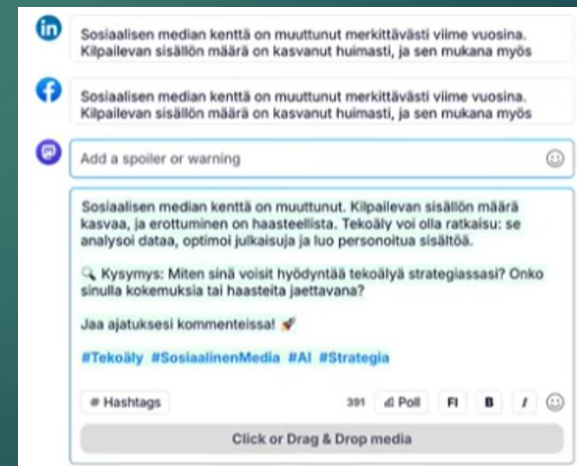 in
Sosiaalisen median kenttä on muuttunut merkittävästi viime vuosina.
Kilpailevan sisällön määrä on kasvanut huimasti, ja sen mukana myös
Sosiaalisen median kenttä on muuttunut merkittävästi viime vuosina.
Kilpailevan sisällön määrä on kasvanut huimasti, ja sen mukana myös
Add a spoiler or warning
Sosiaalisen median kenttä on muuttunut. Kilpailevan sisällön määrä
kasvaa, ja erottuminen on haasteellista. Tekoäly voi olla ratkaisu: se
analysoi dataa, optimoi julkaisuja ja luo personoitua sisältöä.
🔍 Kysymys: Miten sinä voisit hyödyntää tekoälyä strategiassasi? Onko
sinulla kokemuksia tai haasteita jaettavana?
Jaa ajatuksesi kommenteissa! 🚀
#Tekoäly #SosiaalinenMedia #AI #Strategia
# Hashtags 391 Poll FI B I
Click or Drag & Drop media